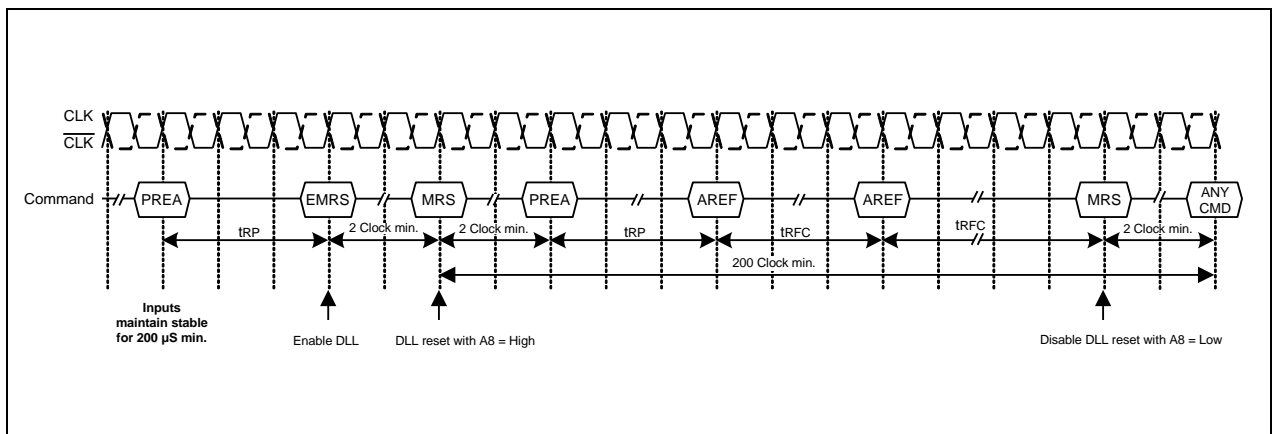 CLK
CLK
Command
PREA
EMRS
MRS
PREA
AREF
AREF
MRS
ANY
CMD
tRP
2 Clock min.
2 Clock min.
tRP
tRFC
tRFC
2 Clock min.
200 Clock min.
Inputs
maintain stable
for 200 µS min.
Enable DLL
DLL reset with A8 = High
Disable DLL reset with A8 = Low